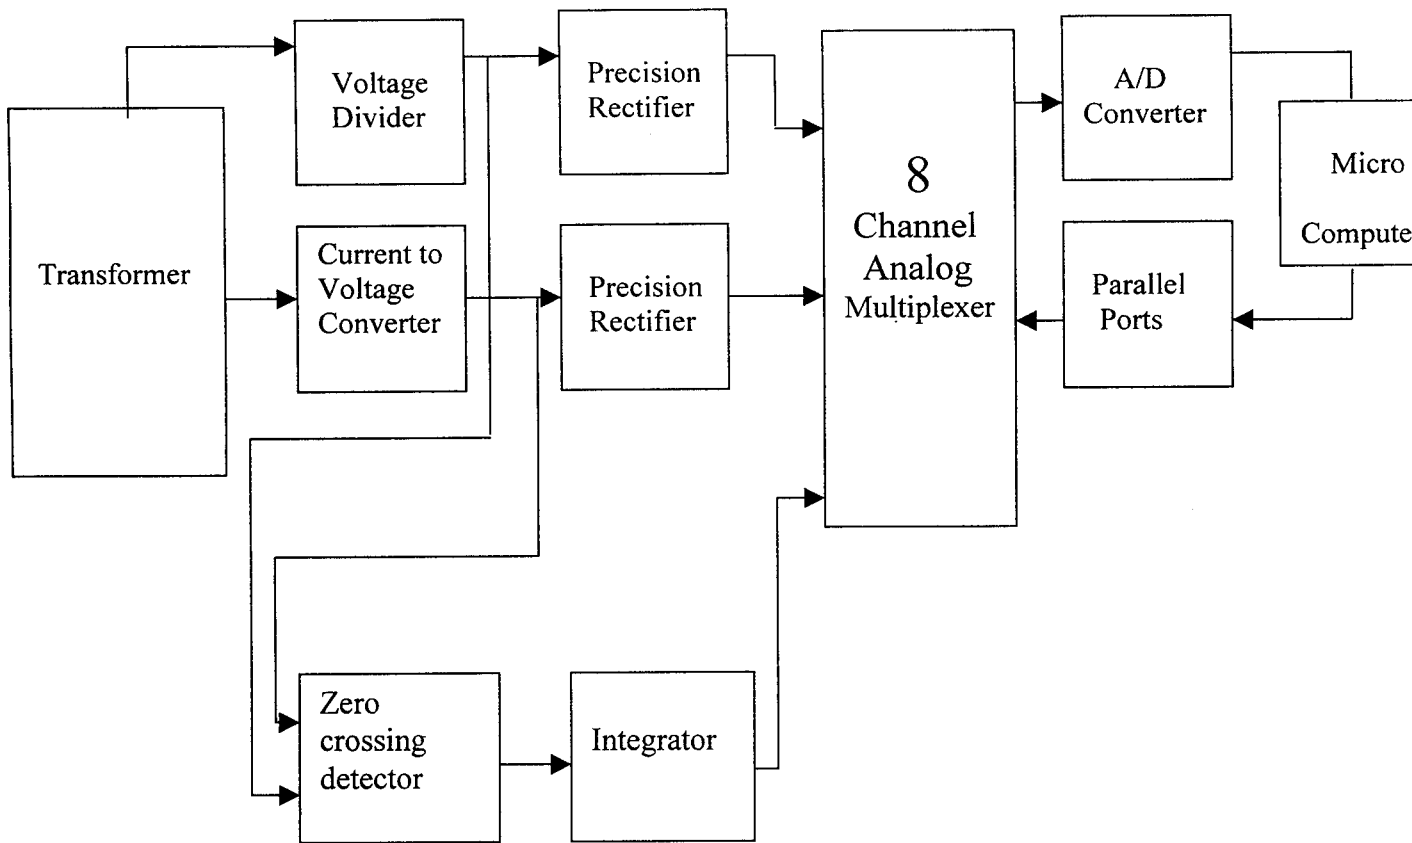 Voltage
Divider
Precision
Rectifier
A/D
Converter
8
Channel
Analog
Multiplexer
Micro
Compute
Transformer
Current to
Voltage
Converter
Precision
Rectifier
Parallel
Ports
Zero
crossing
detector
Integrator